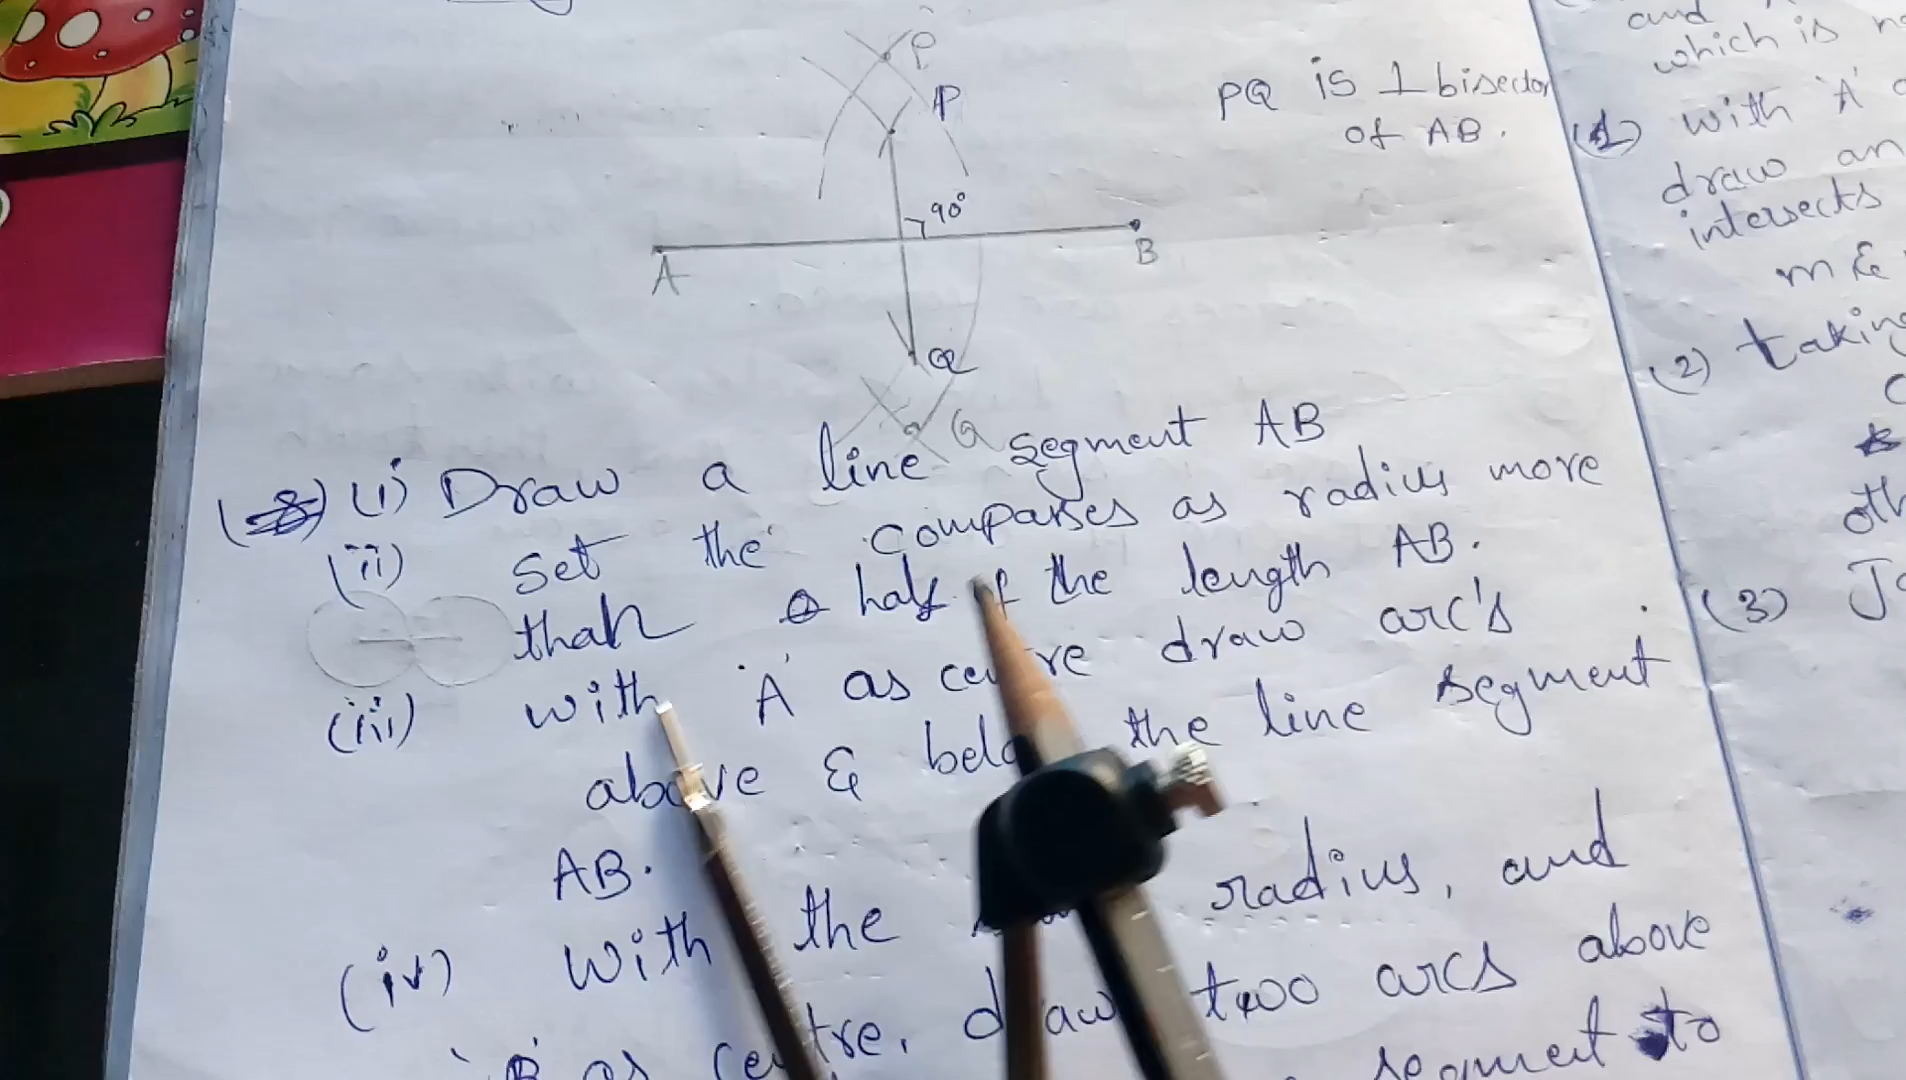 P
P
PQ is ⊥ bisector
of AB.
90°
A
B
Q
Q
(i) Draw a line segment AB
(ii) Set the compasses as radius more
than half of the length AB.
(iii) with 'A' as centre draw arc's
above & below the line segment
AB.
(iv) With the radius, and
'B' as centre, draw two arcs above
segment to
and
which is
(1) with 'A'
draw an
intersects
m &
(2) taking
(3)